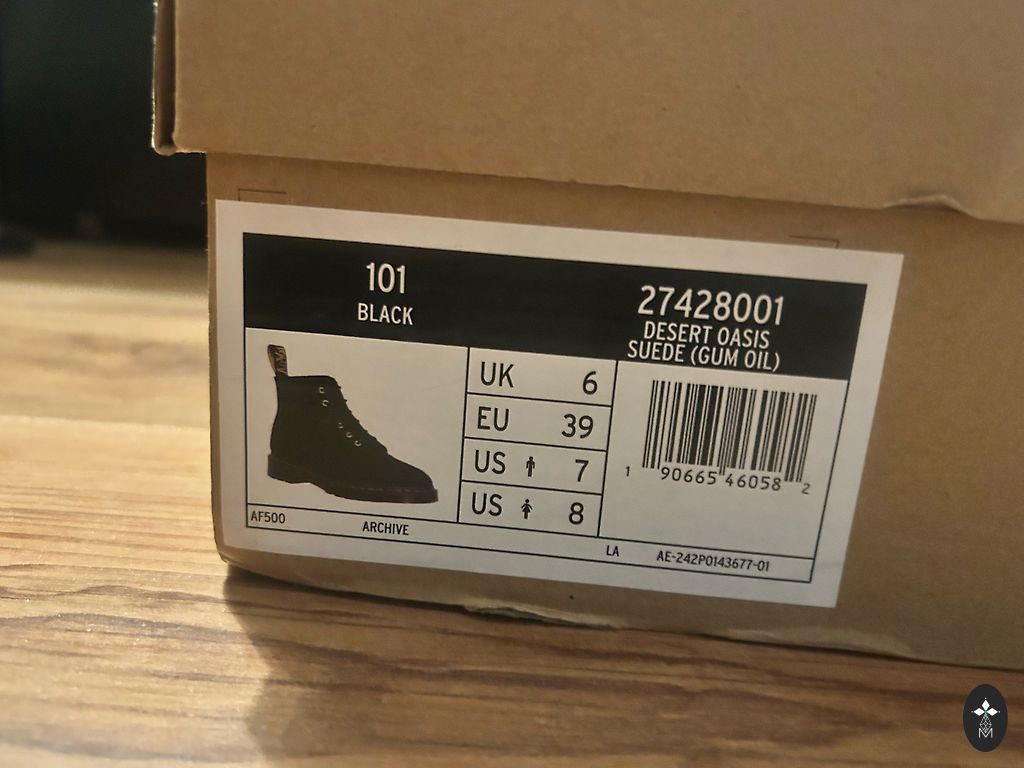 101
BLACK
27428001
DESERT OASIS
SUEDE (GUM OIL)
UK 6
EU 39
US 7
US 8
1 90665 46058 2
AF500
ARCHIVE
LA
AE-242P0143677-01
M